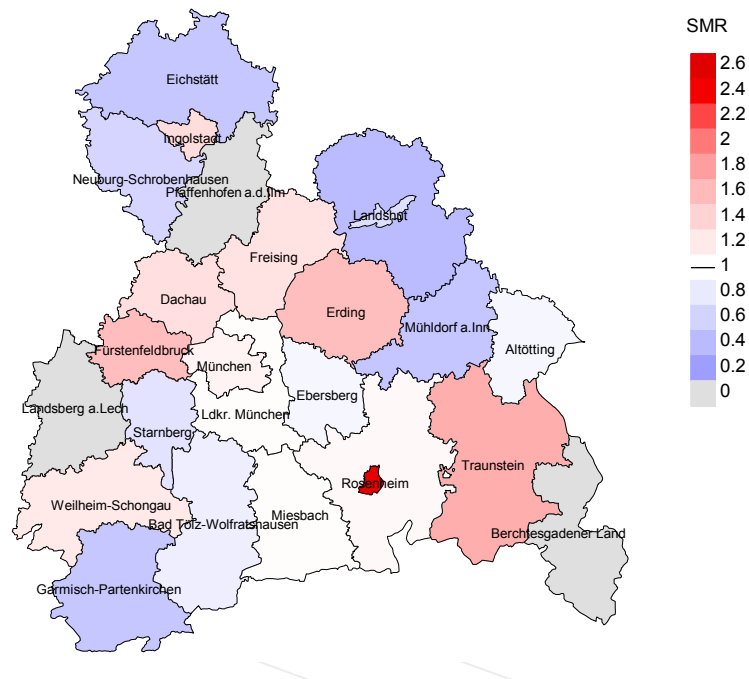 SMR
2.6
2.4
2.2
2
1.8
1.6
1.4
1.2
1
0.8
0.6
0.4
0.2
0
Eichstätt
Ingolstadt
Neuburg-Schrobenhausen
Pfaffenhofen a.d.Ilm
Landshut
Freising
Dachau
Erding
Mühldorf a.Inn
Altötting
Fürstenfeldbruck
München
Ebersberg
Landsberg a.Lech
Ldkr. München
Starnberg
Traunstein
Rosenheim
Weilheim-Schongau
Miesbach
Bad Tölz-Wolfratshausen
Berchtesgadener Land
Garmisch-Partenkirchen